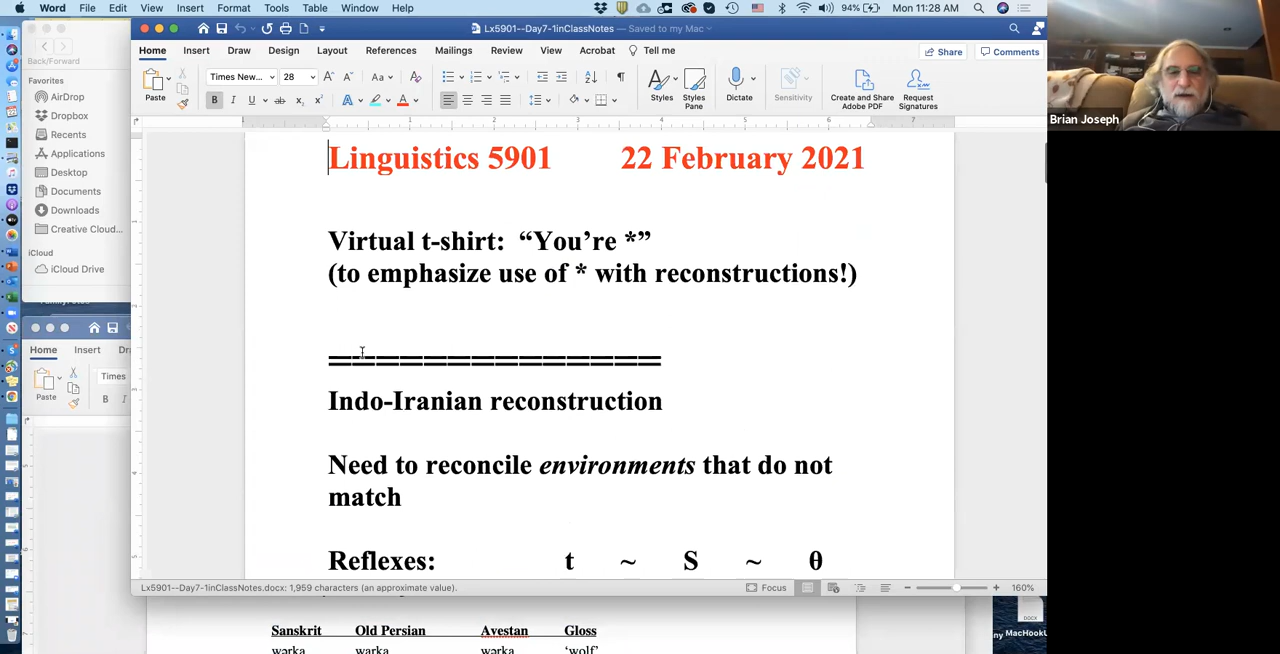 Word File Edit View Insert Format Tools Table Window Help 94% Mon 11:28 AM
Lx5901--Day7-1inClassNotes — Saved to my Mac
Back/Forward
Favorites
AirDrop
Dropbox
Recents
Applications
Desktop
Documents
Downloads
Creative Cloud...
iCloud
iCloud Drive
Home Insert Draw Design Layout References Mailings Review View Acrobat Tell me Share Comments
Times New... 28
Paste
Styles
Styles Pane
Dictate
Sensitivity
Create and Share Adobe PDF
Request Signatures
Linguistics 5901 22 February 2021
Virtual t-shirt: “You’re *”
(to emphasize use of * with reconstructions!)
===============
Indo-Iranian reconstruction
Need to reconcile environments that do not
match
Reflexes: t ~ S ~ θ
Home Insert
Paste
Times
B I
Lx5901--Day7-1inClassNotes.docx: 1,959 characters (an approximate value). Focus 160%
Sanskrit Old Persian Avestan Gloss
Brian Joseph
DOCX
MacHookU